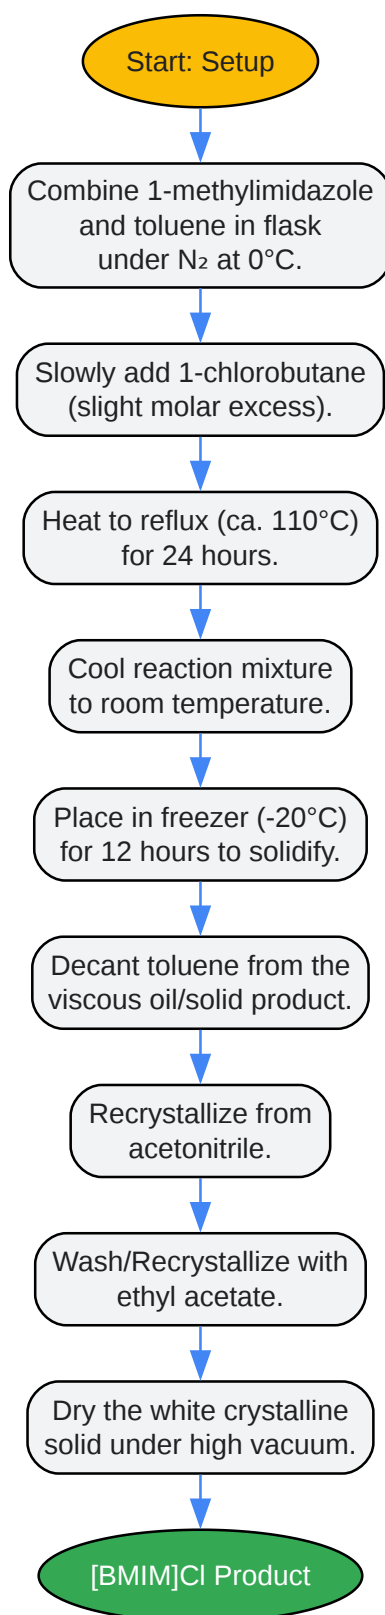 Start: Setup
Combine 1-methylimidazole
and toluene in flask
under N₂ at 0°C.
Slowly add 1-chlorobutane
(slight molar excess).
Heat to reflux (ca. 110°C)
for 24 hours.
Cool reaction mixture
to room temperature.
Place in freezer (-20°C)
for 12 hours to solidify.
Decant toluene from the
viscous oil/solid product.
Recrystallize from
acetonitrile.
Wash/Recrystallize with
ethyl acetate.
Dry the white crystalline
solid under high vacuum.
[BMIM]Cl Product